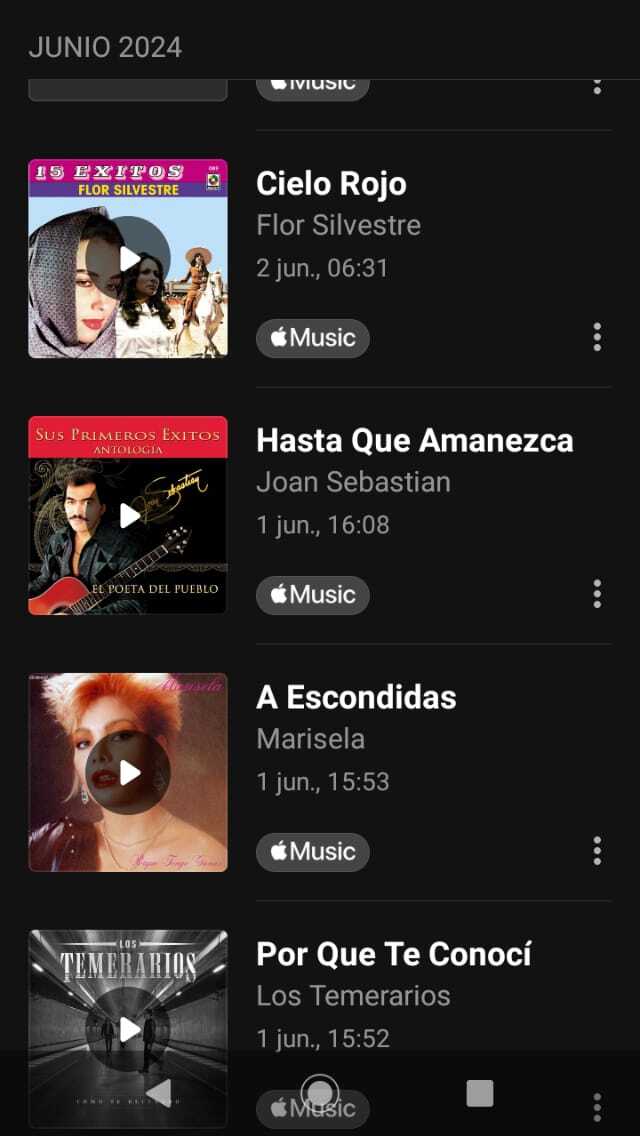 JUNIO 2024
Music
15 EXITOS
FLOR SILVESTRE
Cielo Rojo
Flor Silvestre
2 jun., 06:31
Music
SUS PRIMEROS EXITOS
ANTOLOGIA
Joan Sebastian
EL POETA DEL PUEBLO
Hasta Que Amanezca
Joan Sebastian
1 jun., 16:08
Music
Marisela
Porque Tengo Ganas
A Escondidas
Marisela
1 jun., 15:53
Music
LOS
TEMERARIOS
COMO TE RECUERDO
Por Que Te Conocí
Los Temerarios
1 jun., 15:52
Music